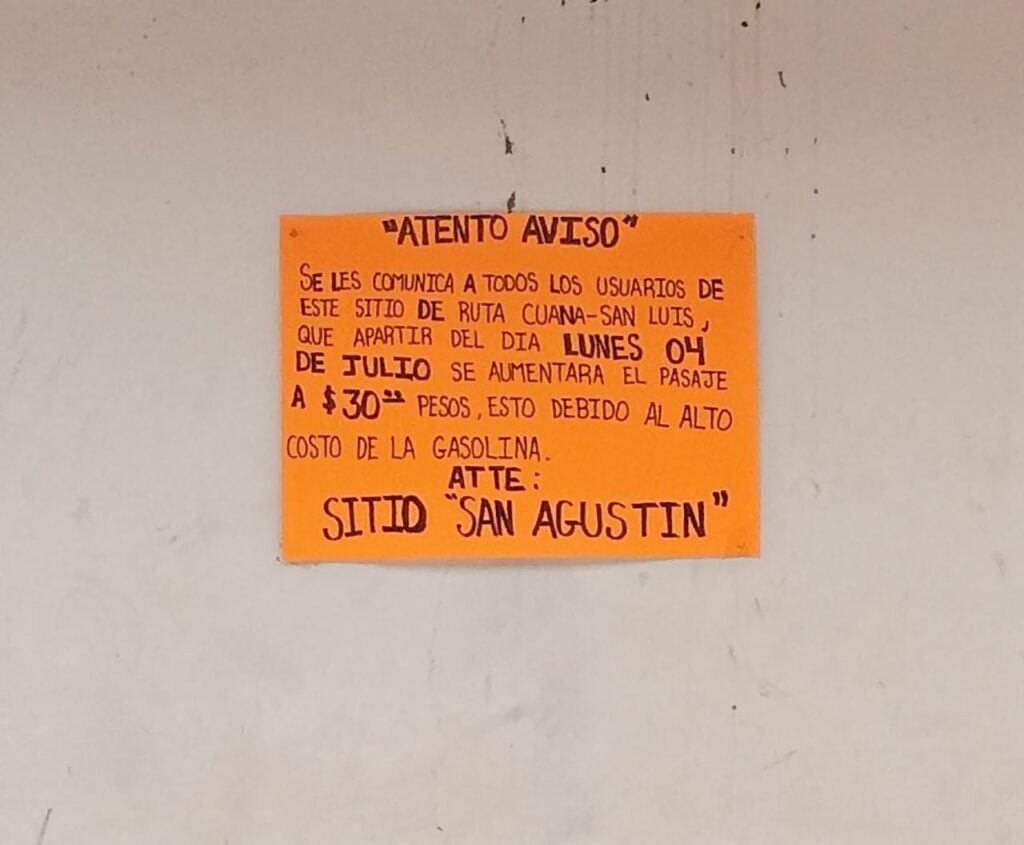 "ATENTO AVISO"
SE LES COMUNICA A TODOS LOS USUARIOS DE
ESTE SITIO DE RUTA CUANA-SAN LUIS,
QUE APARTIR DEL DIA LUNES 04
DE JULIO SE AUMENTARA EL PASAJE
A $30°° PESOS, ESTO DEBIDO AL ALTO
COSTO DE LA GASOLINA.
ATTE:
SITIO "SAN AGUSTIN"